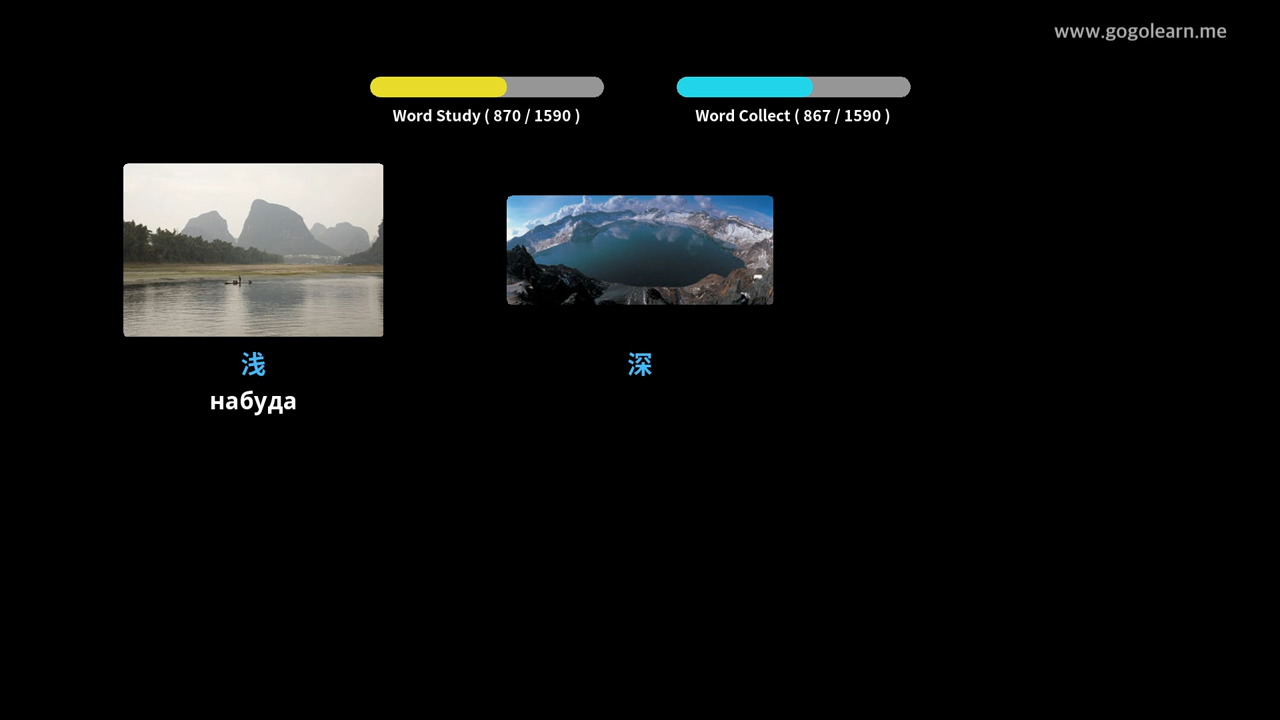 www.gogolearn.me
Word Study ( 870 / 1590 )
Word Collect ( 867 / 1590 )
浅
набуда
深